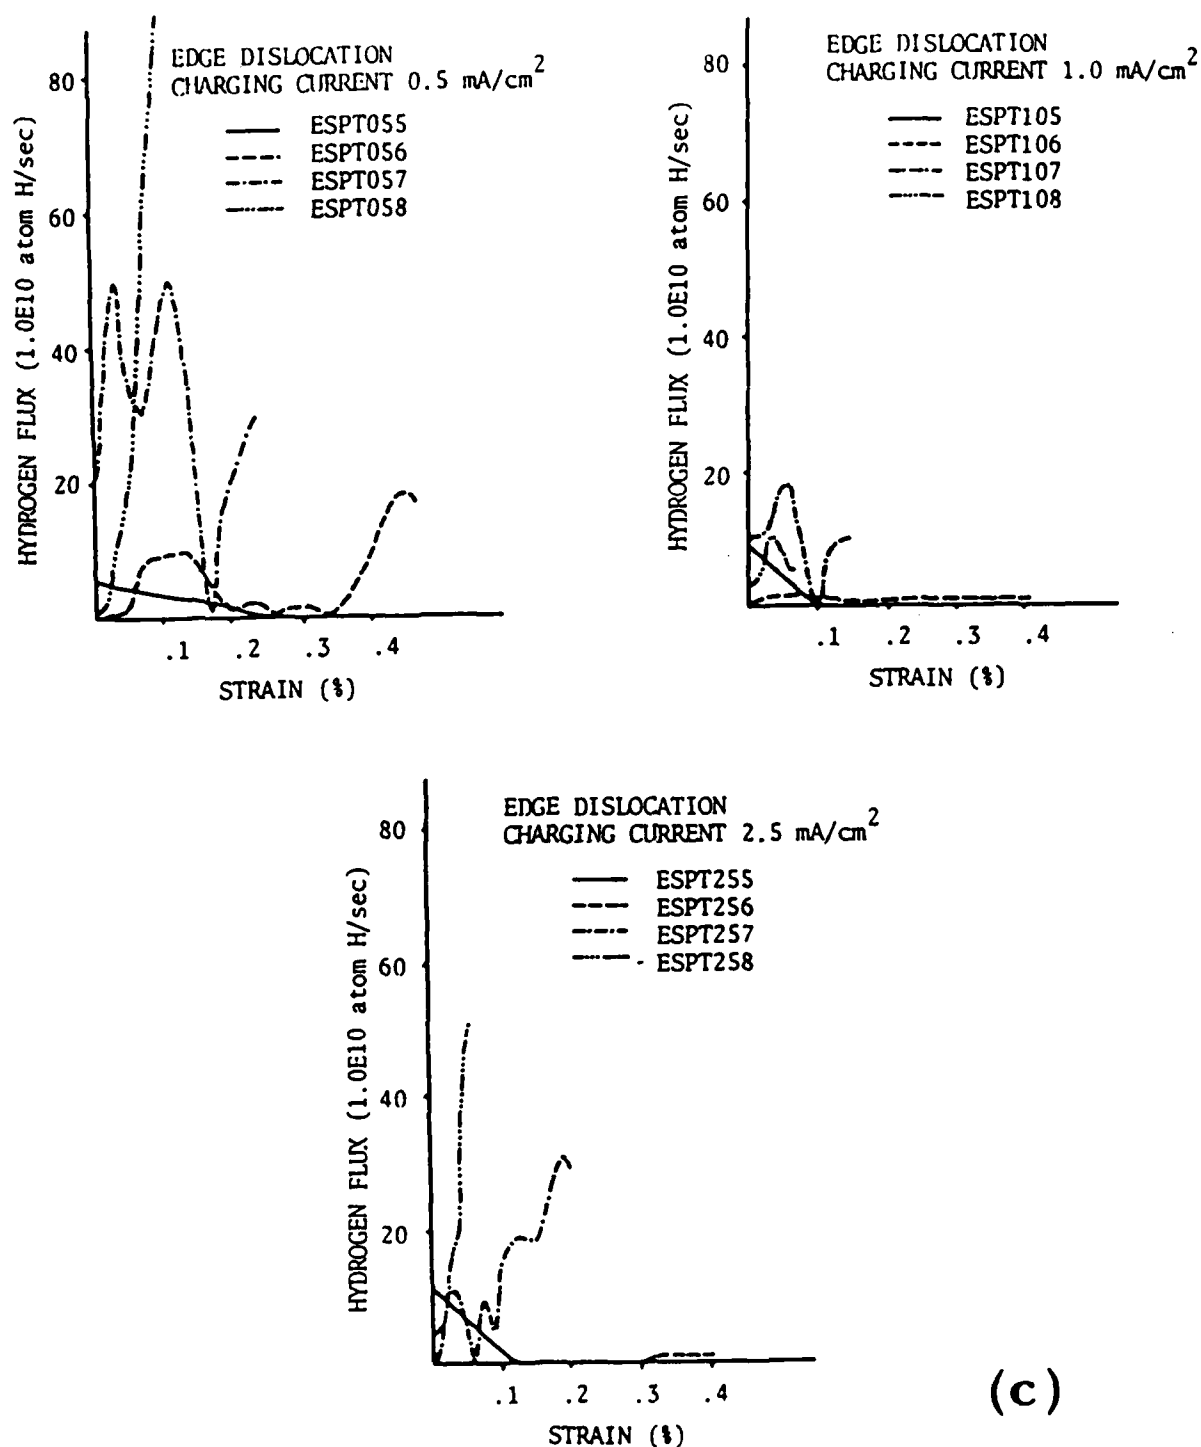 EDGE DISLOCATION
CHARGING CURRENT 0.5 mA/cm2
ESPT055
ESPT056
ESPT057
ESPT058
HYDROGEN FLUX (1.0E10 atom H/sec)
80
60
40
20
.1 .2 .3 .4
STRAIN (%)
EDGE DISLOCATION
CHARGING CURRENT 1.0 mA/cm2
ESPT105
ESPT106
ESPT107
ESPT108
HYDROGEN FLUX (1.0E10 atom H/sec)
80
60
40
20
.1 .2 .3 .4
STRAIN (%)
EDGE DISLOCATION
CHARGING CURRENT 2.5 mA/cm2
ESPT255
ESPT256
ESPT257
ESPT258
HYDROGEN FLUX (1.0E10 atom H/sec)
80
60
40
20
.1 .2 .3 .4
STRAIN (%)
(c)